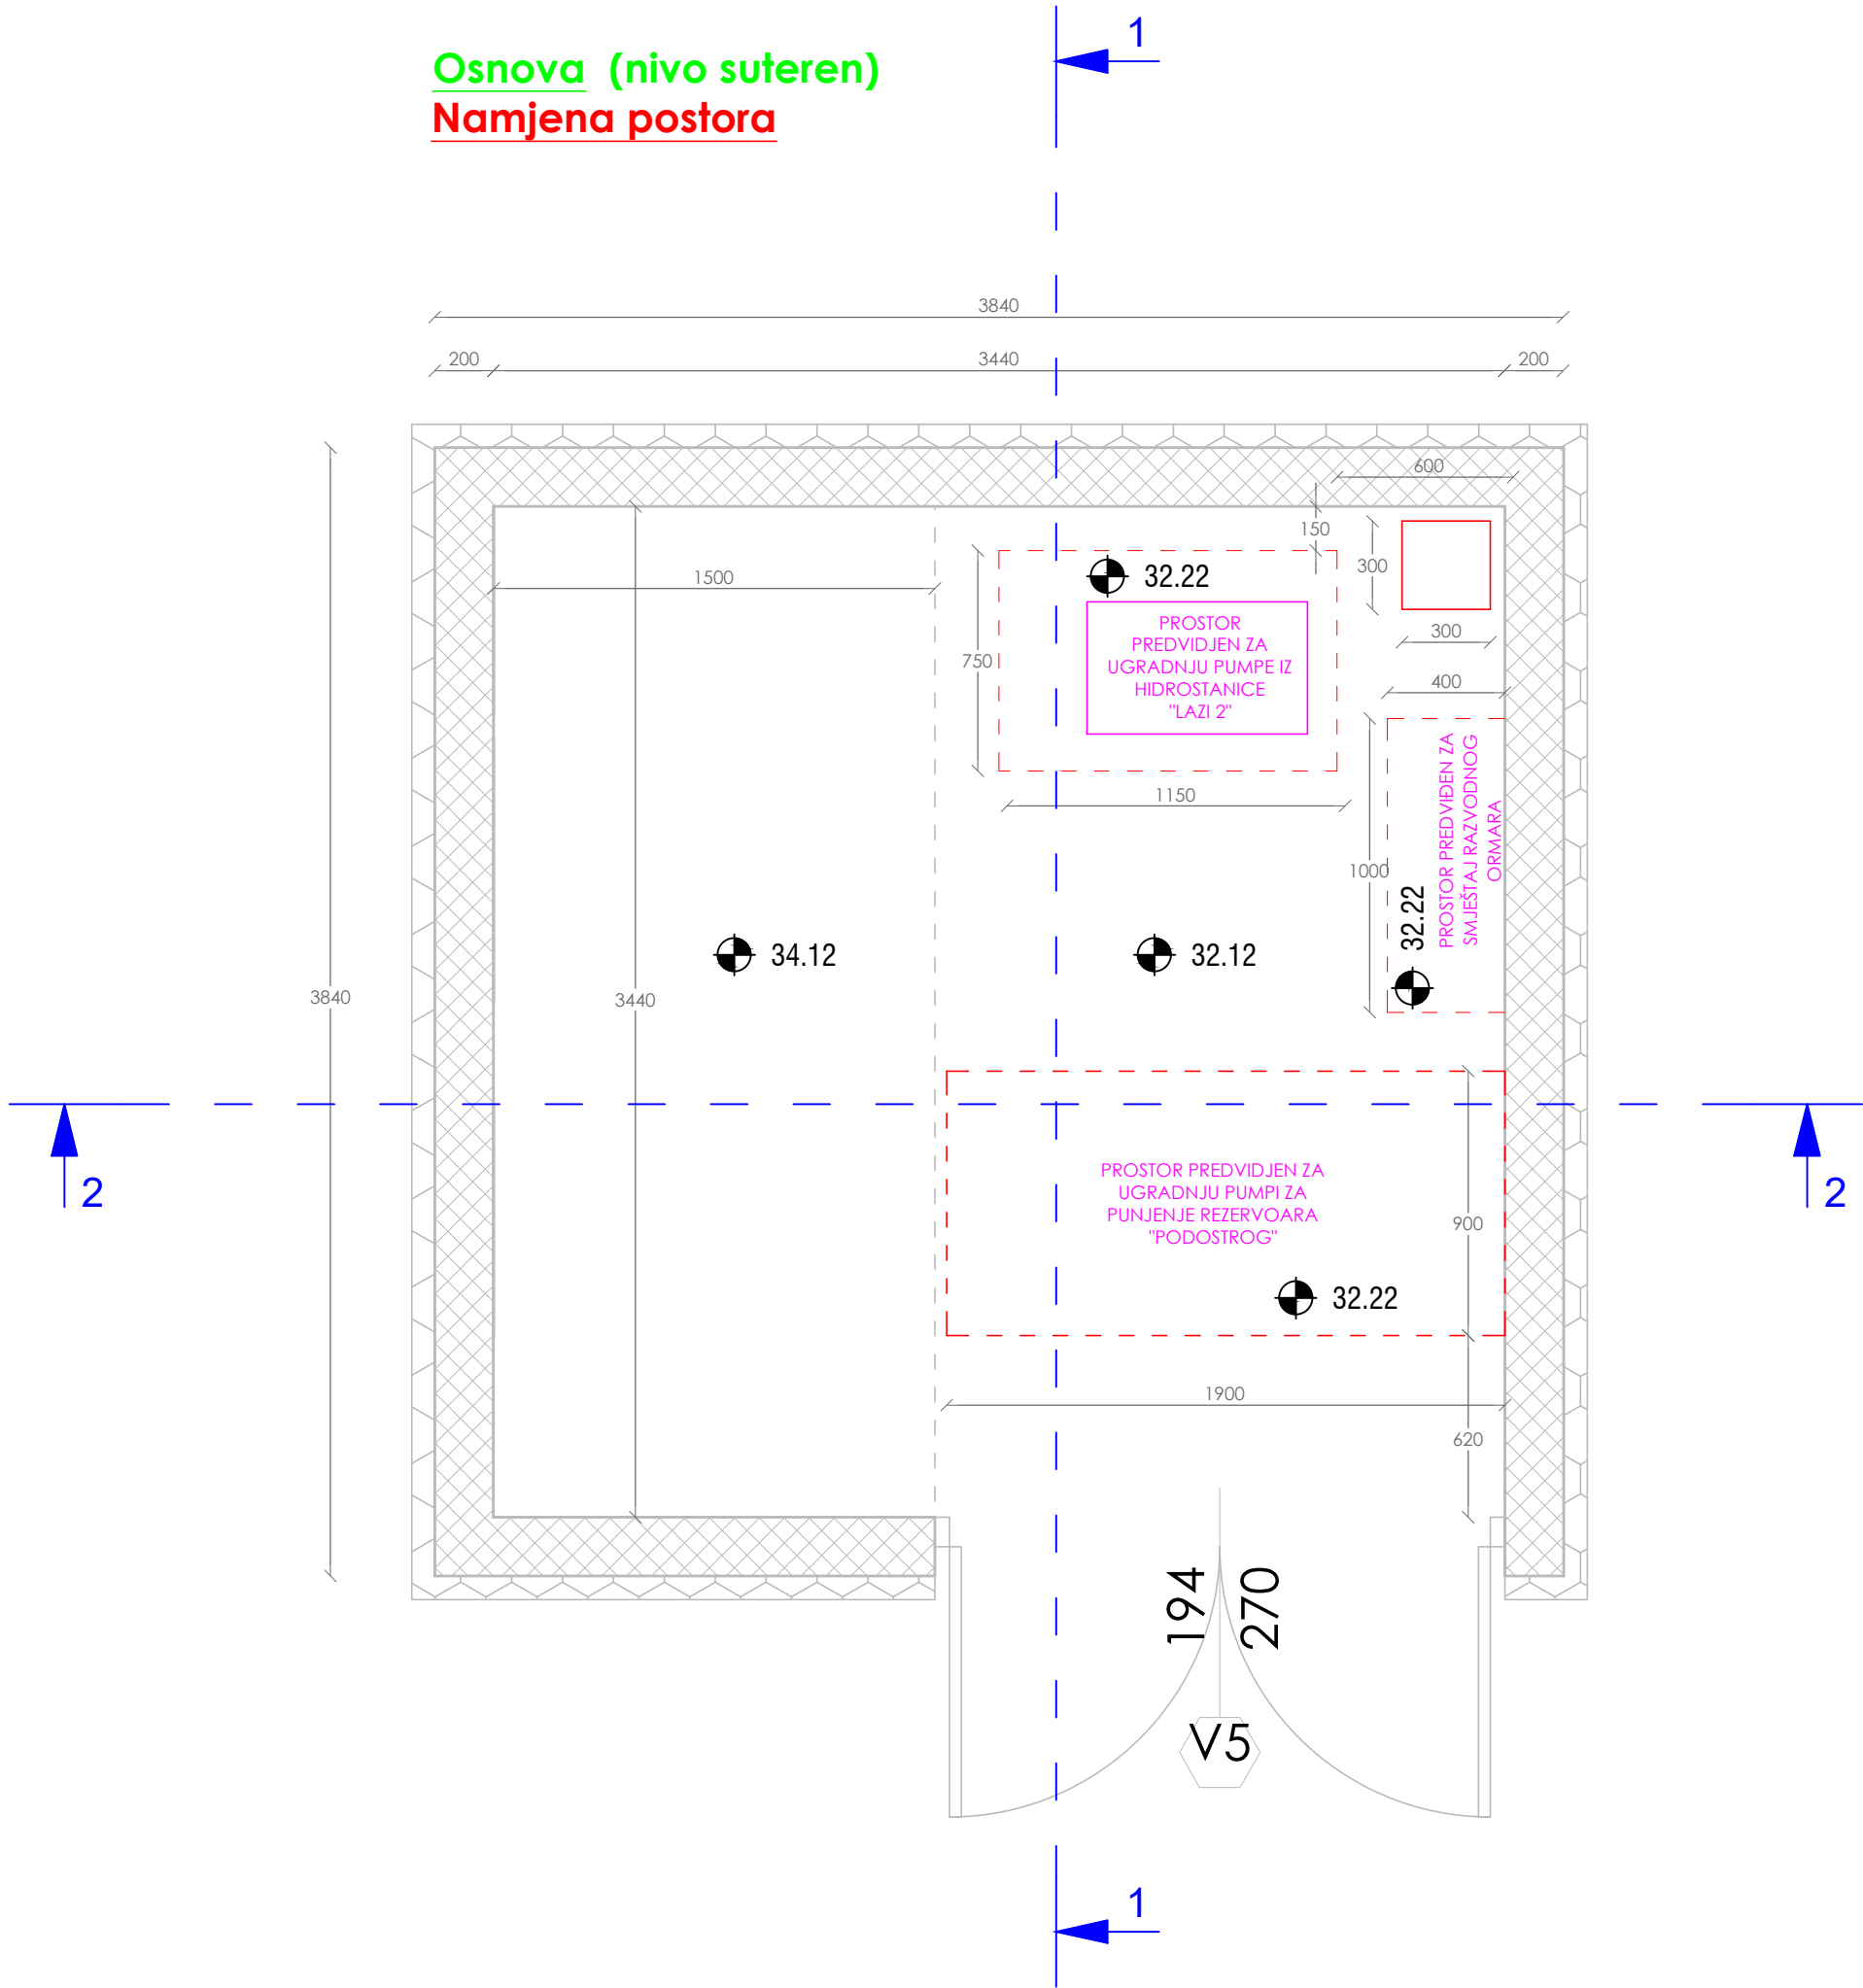 1
Osnova (nivo suteren)
Namjena postora
3840
200
3440
200
600
150
300
1500
32.22
750
PROSTOR
PREDVIDJEN ZA
UGRADNJU PUMPE IZ
HIDROSTANICE
"LAZI 2"
300
400
1150
1000
PROSTOR PREDVIĐEN ZA
SMJEŠTAJ RAZVODNOG
ORMARA
32.22
34.12
32.12
3840
3440
2
2
PROSTOR PREDVIDJEN ZA
UGRADNJU PUMPI ZA
PUNJENJE REZERVOARA
"PODOSTROG"
900
32.22
1900
620
194
270
V5
1